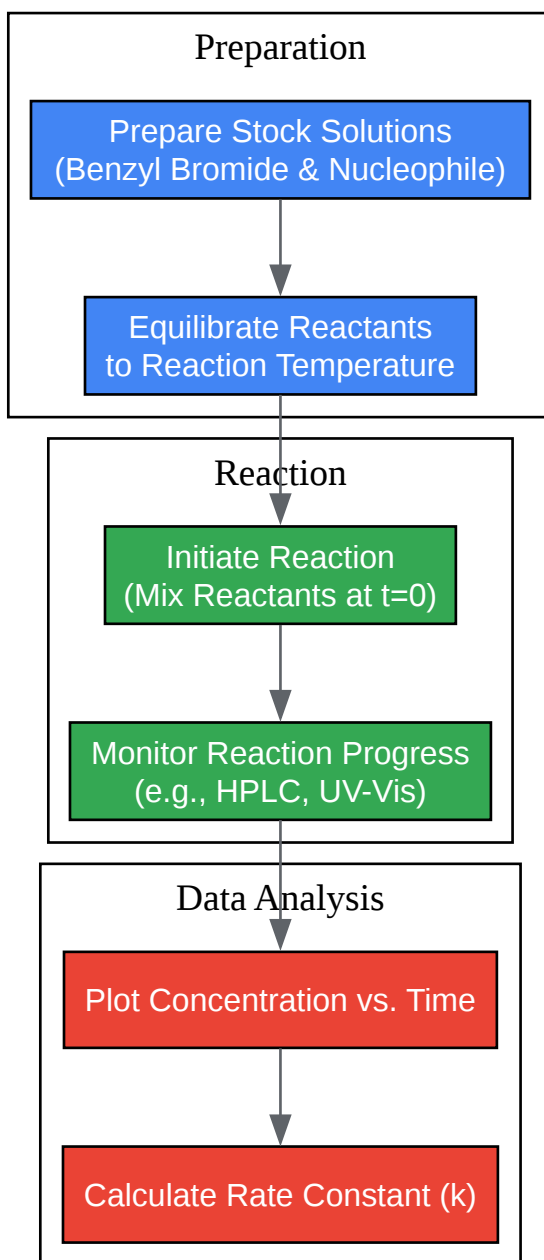 Preparation
Prepare Stock Solutions
(Benzyl Bromide & Nucleophile)
Equilibrate Reactants
to Reaction Temperature
Reaction
Initiate Reaction
(Mix Reactants at t=0)
Monitor Reaction Progress
(e.g., HPLC, UV-Vis)
Data Analysis
Plot Concentration vs. Time
Calculate Rate Constant (k)